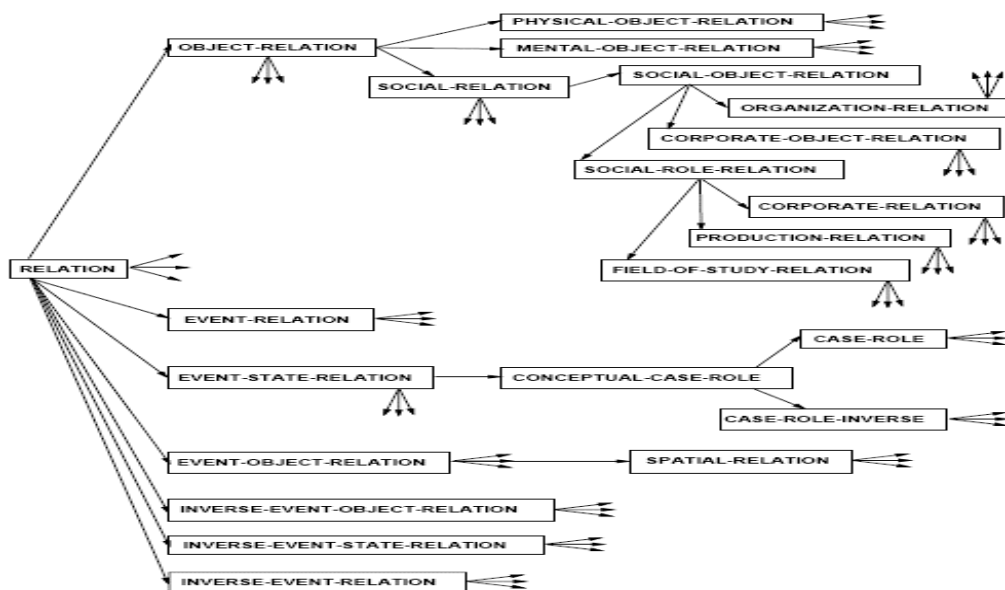 PHYSICAL-OBJECT-RELATION
OBJECT-RELATION
MENTAL-OBJECT-RELATION
SOCIAL-RELATION
SOCIAL-OBJECT-RELATION
ORGANIZATION-RELATION
CORPORATE-OBJECT-RELATION
SOCIAL-ROLE-RELATION
CORPORATE-RELATION
PRODUCTION-RELATION
RELATION
FIELD-OF-STUDY-RELATION
EVENT-RELATION
CASE-ROLE
EVENT-STATE-RELATION
CONCEPTUAL-CASE-ROLE
CASE-ROLE-INVERSE
EVENT-OBJECT-RELATION
SPATIAL-RELATION
INVERSE-EVENT-OBJECT-RELATION
INVERSE-EVENT-STATE-RELATION
INVERSE-EVENT-RELATION